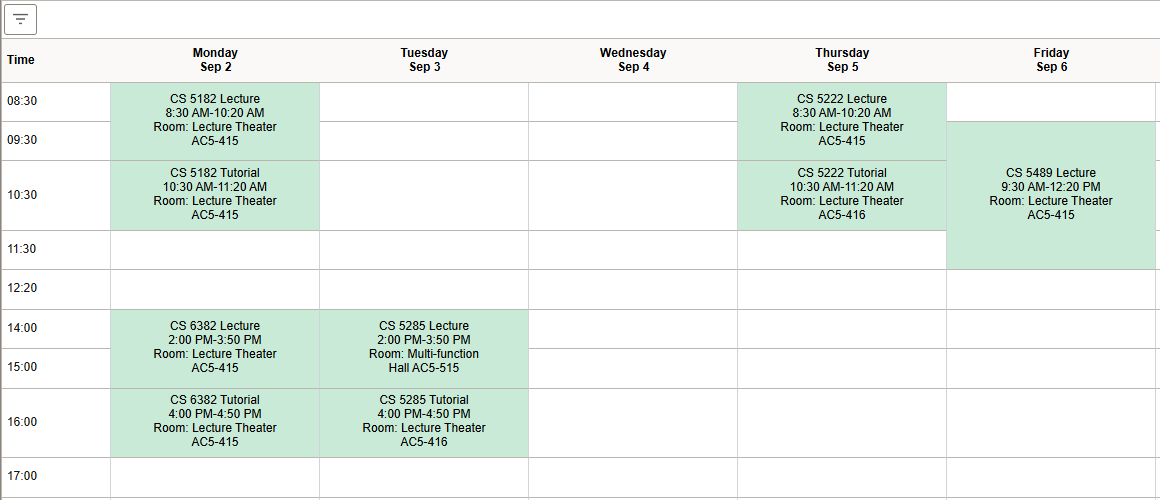 Time
Monday
Sep 2
Tuesday
Sep 3
Wednesday
Sep 4
Thursday
Sep 5
Friday
Sep 6
08:30
CS 5182 Lecture
8:30 AM-10:20 AM
Room: Lecture Theater
AC5-415
CS 5222 Lecture
8:30 AM-10:20 AM
Room: Lecture Theater
AC5-415
09:30
CS 5489 Lecture
9:30 AM-12:20 PM
Room: Lecture Theater
AC5-415
10:30
CS 5182 Tutorial
10:30 AM-11:20 AM
Room: Lecture Theater
AC5-415
CS 5222 Tutorial
10:30 AM-11:20 AM
Room: Lecture Theater
AC5-416
11:30
12:20
14:00
CS 6382 Lecture
2:00 PM-3:50 PM
Room: Lecture Theater
AC5-415
CS 5285 Lecture
2:00 PM-3:50 PM
Room: Multi-function
Hall AC5-515
15:00
16:00
CS 6382 Tutorial
4:00 PM-4:50 PM
Room: Lecture Theater
AC5-415
CS 5285 Tutorial
4:00 PM-4:50 PM
Room: Lecture Theater
AC5-416
17:00